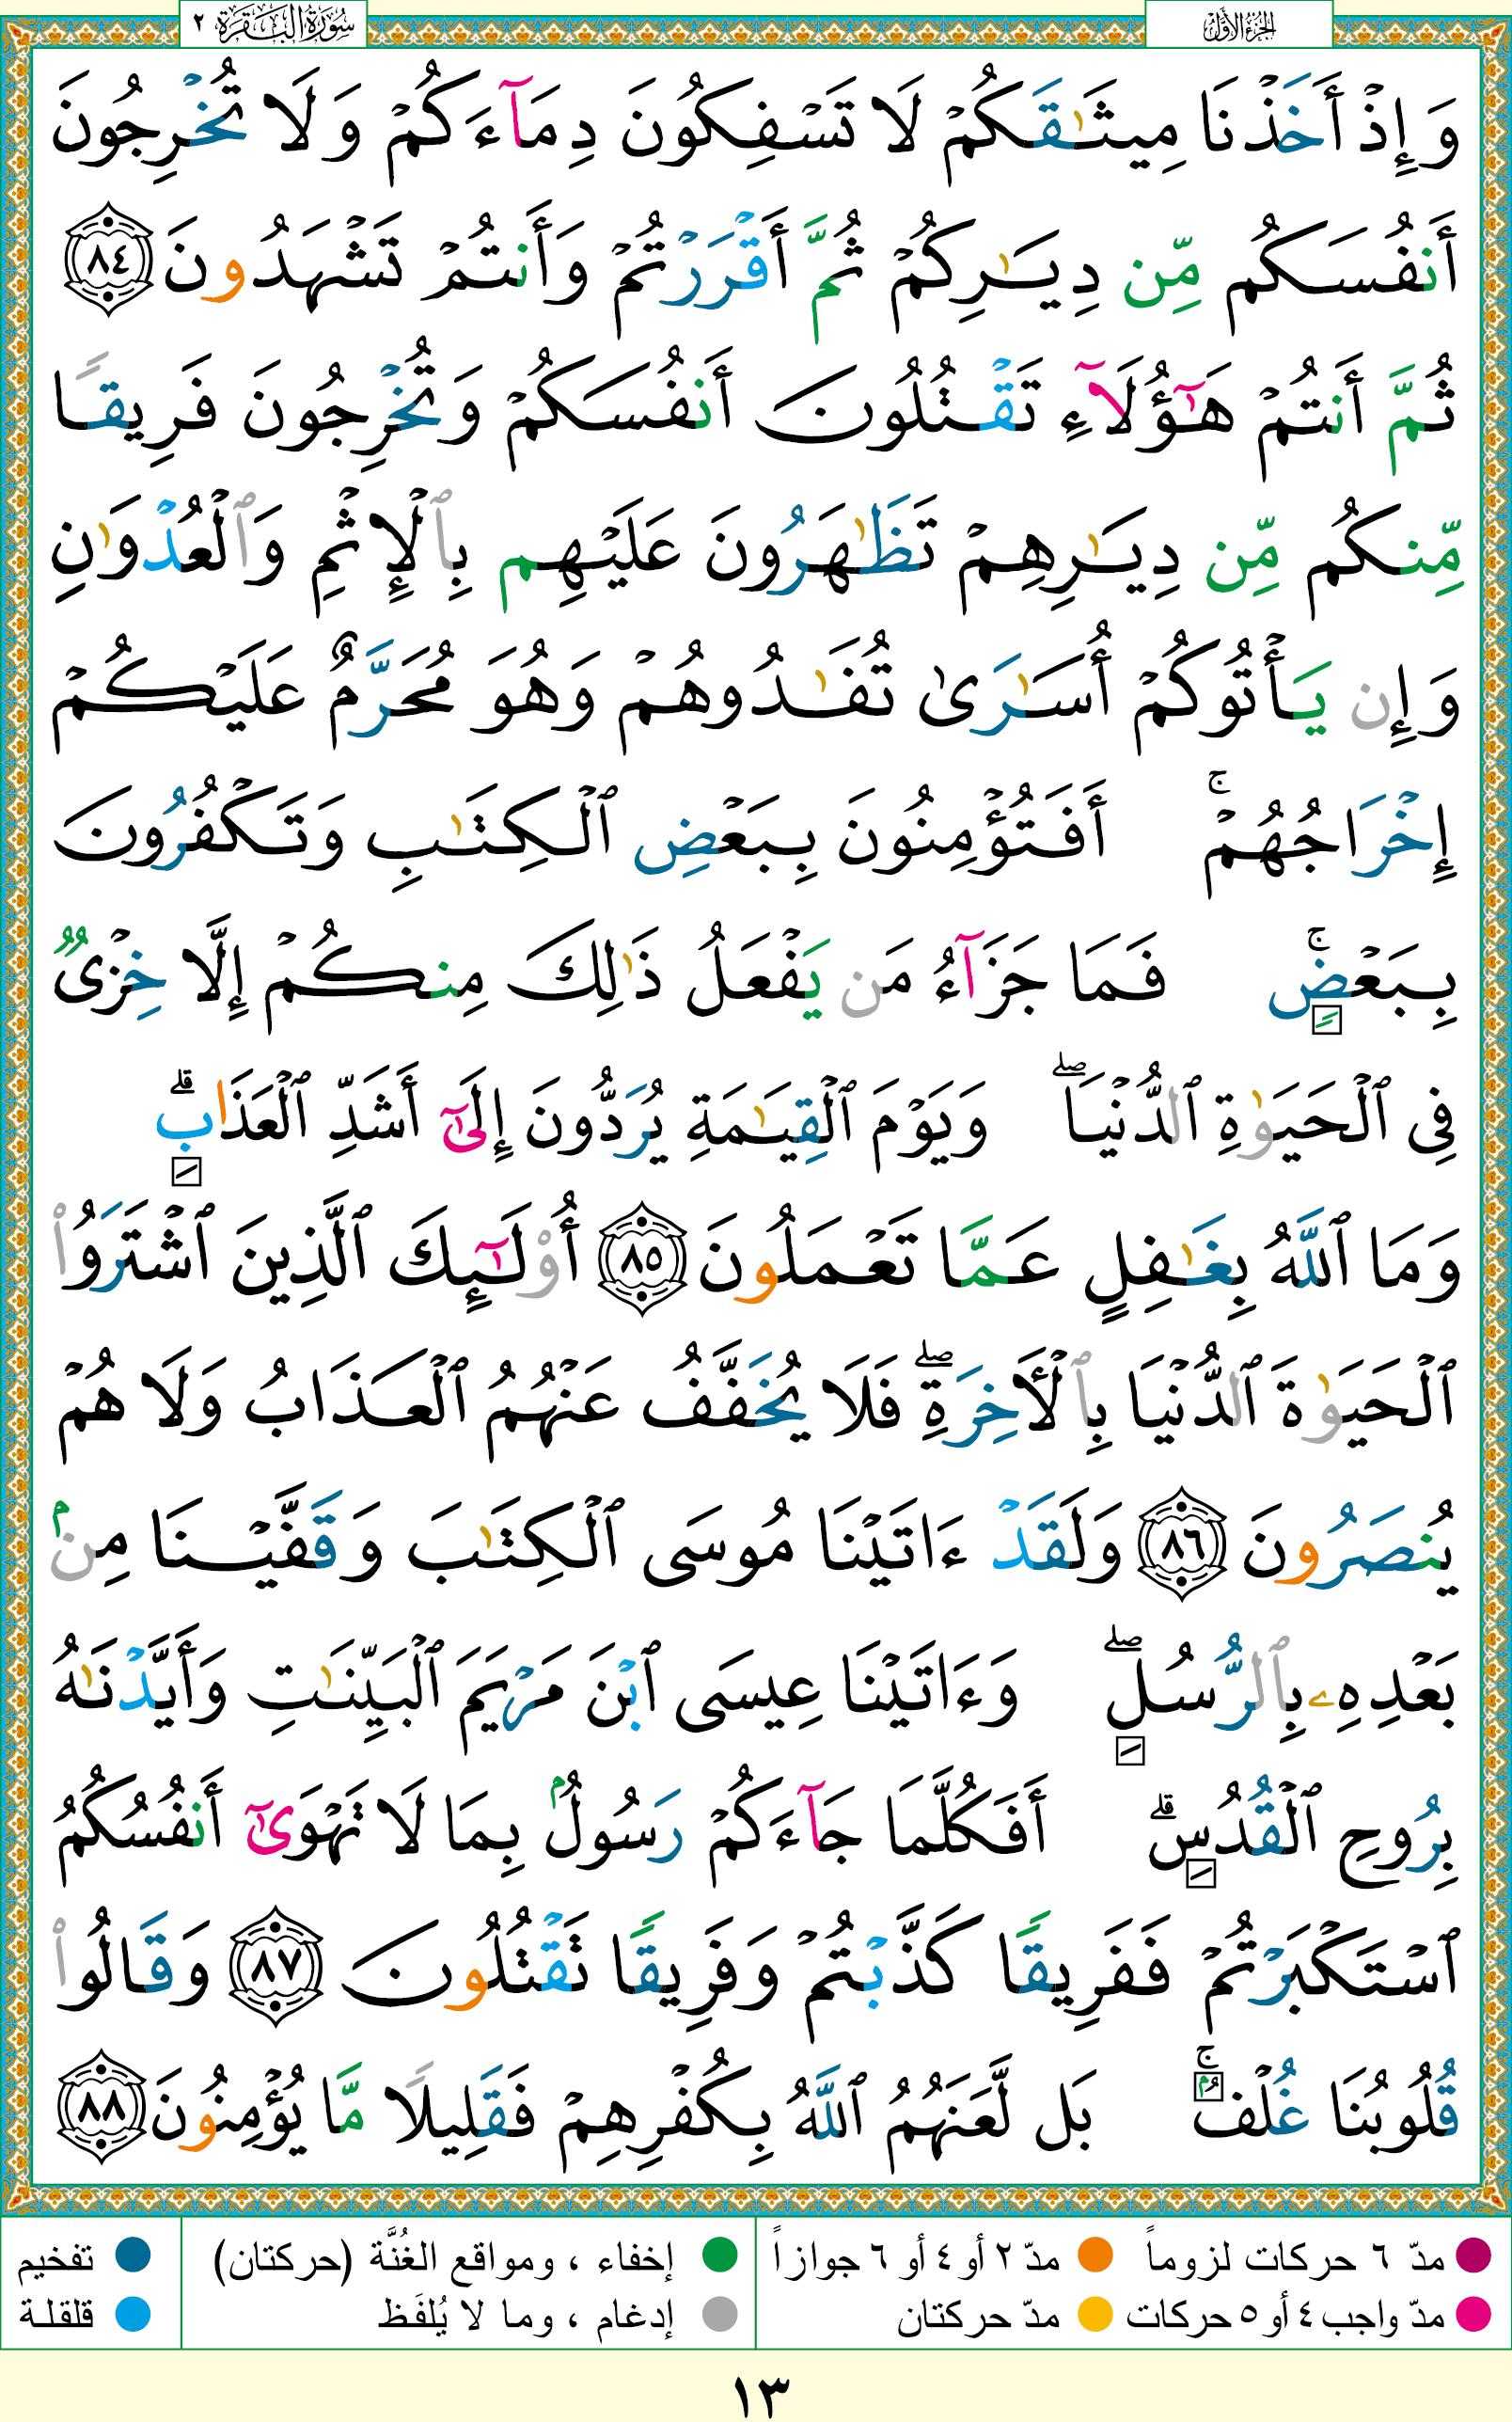 الجزء الأول
سورة البقرة ٢
وَإِذْ أَخَذْنَا مِيثَٰقَكُمْ لَا تَسْفِكُونَ دِمَآءَكُمْ وَلَا تُخْرِجُونَ
أَنفُسَكُم مِّن دِيَٰرِكُمْ ثُمَّ أَقْرَرْتُمْ وَأَنتُمْ تَشْهَدُونَ ٨٤
ثُمَّ أَنتُمْ هَٰٓؤُلَآءِ تَقْتُلُونَ أَنفُسَكُمْ وَتُخْرِجُونَ فَرِيقًا
مِّنكُم مِّن دِيَٰرِهِمْ تَظَٰهَرُونَ عَلَيْهِم بِٱلْإِثْمِ وَٱلْعُدْوَٰنِ
وَإِن يَأْتُوكُمْ أُسَٰرَىٰ تُفَٰدُوهُمْ وَهُوَ مُحَرَّمٌ عَلَيْكُمْ
إِخْرَاجُهُمْ ۚ أَفَتُؤْمِنُونَ بِبَعْضِ ٱلْكِتَٰبِ وَتَكْفُرُونَ
بِبَعْضٍ ۚ فَمَا جَزَآءُ مَن يَفْعَلُ ذَٰلِكَ مِنكُمْ إِلَّا خِزْىٌ
فِى ٱلْحَيَوٰةِ ٱلدُّنْيَا ۖ وَيَوْمَ ٱلْقِيَٰمَةِ يُرَدُّونَ إِلَىٰٓ أَشَدِّ ٱلْعَذَابِ ۗ
وَمَا ٱللَّهُ بِغَٰفِلٍ عَمَّا تَعْمَلُونَ ٨٥ أُو۟لَٰٓئِكَ ٱلَّذِينَ ٱشْتَرَوُا۟
ٱلْحَيَوٰةَ ٱلدُّنْيَا بِٱلْأَخِرَةِ ۖ فَلَا يُخَفَّفُ عَنْهُمُ ٱلْعَذَابُ وَلَا هُمْ
يُنصَرُونَ ٨٦ وَلَقَدْ ءَاتَيْنَا مُوسَى ٱلْكِتَٰبَ وَقَفَّيْنَا مِنۢ
بَعْدِهِۦ بِٱلرُّسُلِ ۖ وَءَاتَيْنَا عِيسَى ٱبْنَ مَرْيَمَ ٱلْبَيِّنَٰتِ وَأَيَّدْنَٰهُ
بِرُوحِ ٱلْقُدُسِ ۗ أَفَكُلَّمَا جَآءَكُمْ رَسُولٌۢ بِمَا لَا تَهْوَىٰٓ أَنفُسُكُمُ
ٱسْتَكْبَرْتُمْ فَفَرِيقًا كَذَّبْتُمْ وَفَرِيقًا تَقْتُلُونَ ٨٧ وَقَالُوا۟
قُلُوبُنَا غُلْفٌۢ ۚ بَل لَّعَنَهُمُ ٱللَّهُ بِكُفْرِهِمْ فَقَلِيلًا مَّا يُؤْمِنُونَ ٨٨
مدّ ٦ حركات لزوماً
مدّ ٢ أو ٤ أو ٦ جوازاً
إخفاء ، ومواقع الغُنَّة (حركتان)
تفخيم
مدّ واجب ٤ أو ٥ حركات
مدّ حركتان
إدغام ، وما لا يُلفَظ
قلقلة
١٣